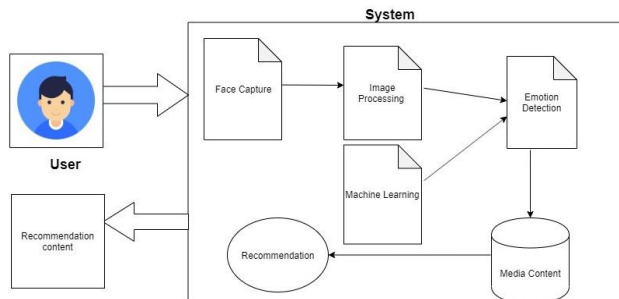 System
Face Capture
Image
Processing
Emotion
Detection
User
Machine Learning
Recommendation
content
Recommendation
Media Content